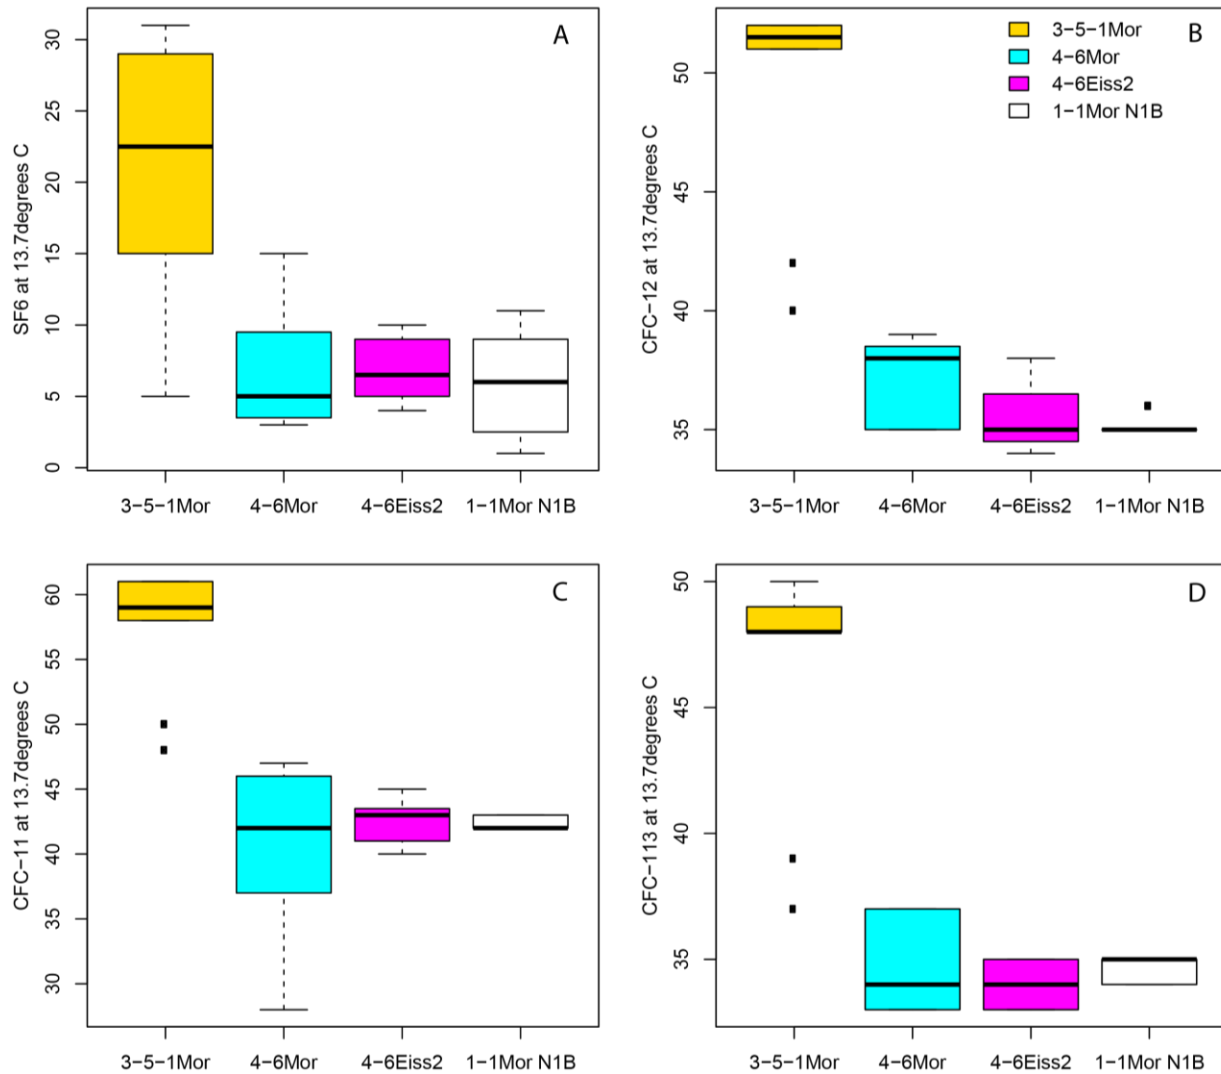 A
SF6 at 13.7degrees C
30
25
20
15
10
5
0
3−5−1Mor 4−6Mor 4−6Eiss2 1−1Mor N1B
B
3−5−1Mor
4−6Mor
4−6Eiss2
1−1Mor N1B
CFC−12 at 13.7degrees C
50
45
40
35
3−5−1Mor 4−6Mor 4−6Eiss2 1−1Mor N1B
C
CFC−11 at 13.7degrees C
60
55
50
45
40
35
30
3−5−1Mor 4−6Mor 4−6Eiss2 1−1Mor N1B
D
CFC−113 at 13.7degrees C
50
45
40
35
3−5−1Mor 4−6Mor 4−6Eiss2 1−1Mor N1B